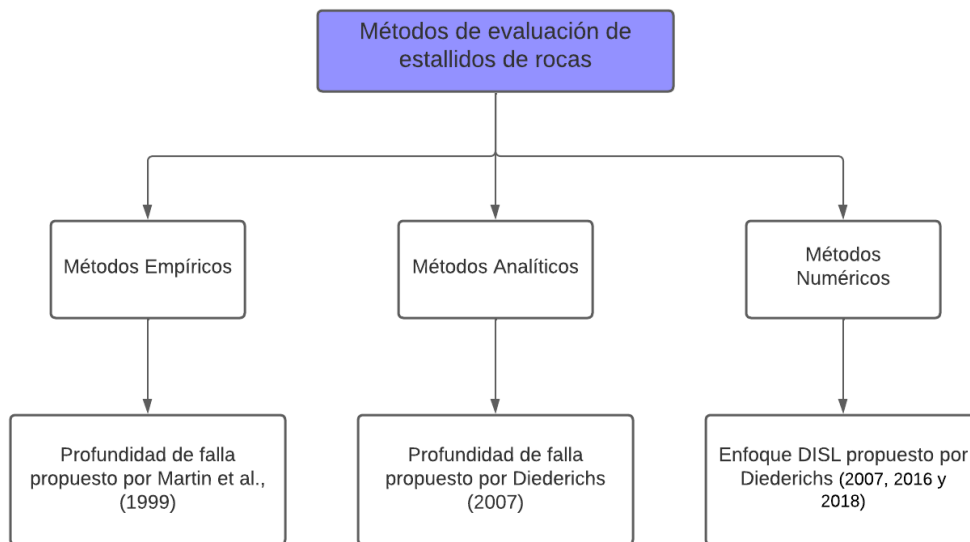 Métodos de evaluación de
estallidos de rocas
Métodos Empíricos
Métodos Analíticos
Métodos
Numéricos
Profundidad de falla
propuesto por Martin et al.,
(1999)
Profundidad de falla
propuesto por Diederichs
(2007)
Enfoque DISL propuesto por
Diederichs (2007, 2016 y
2018)